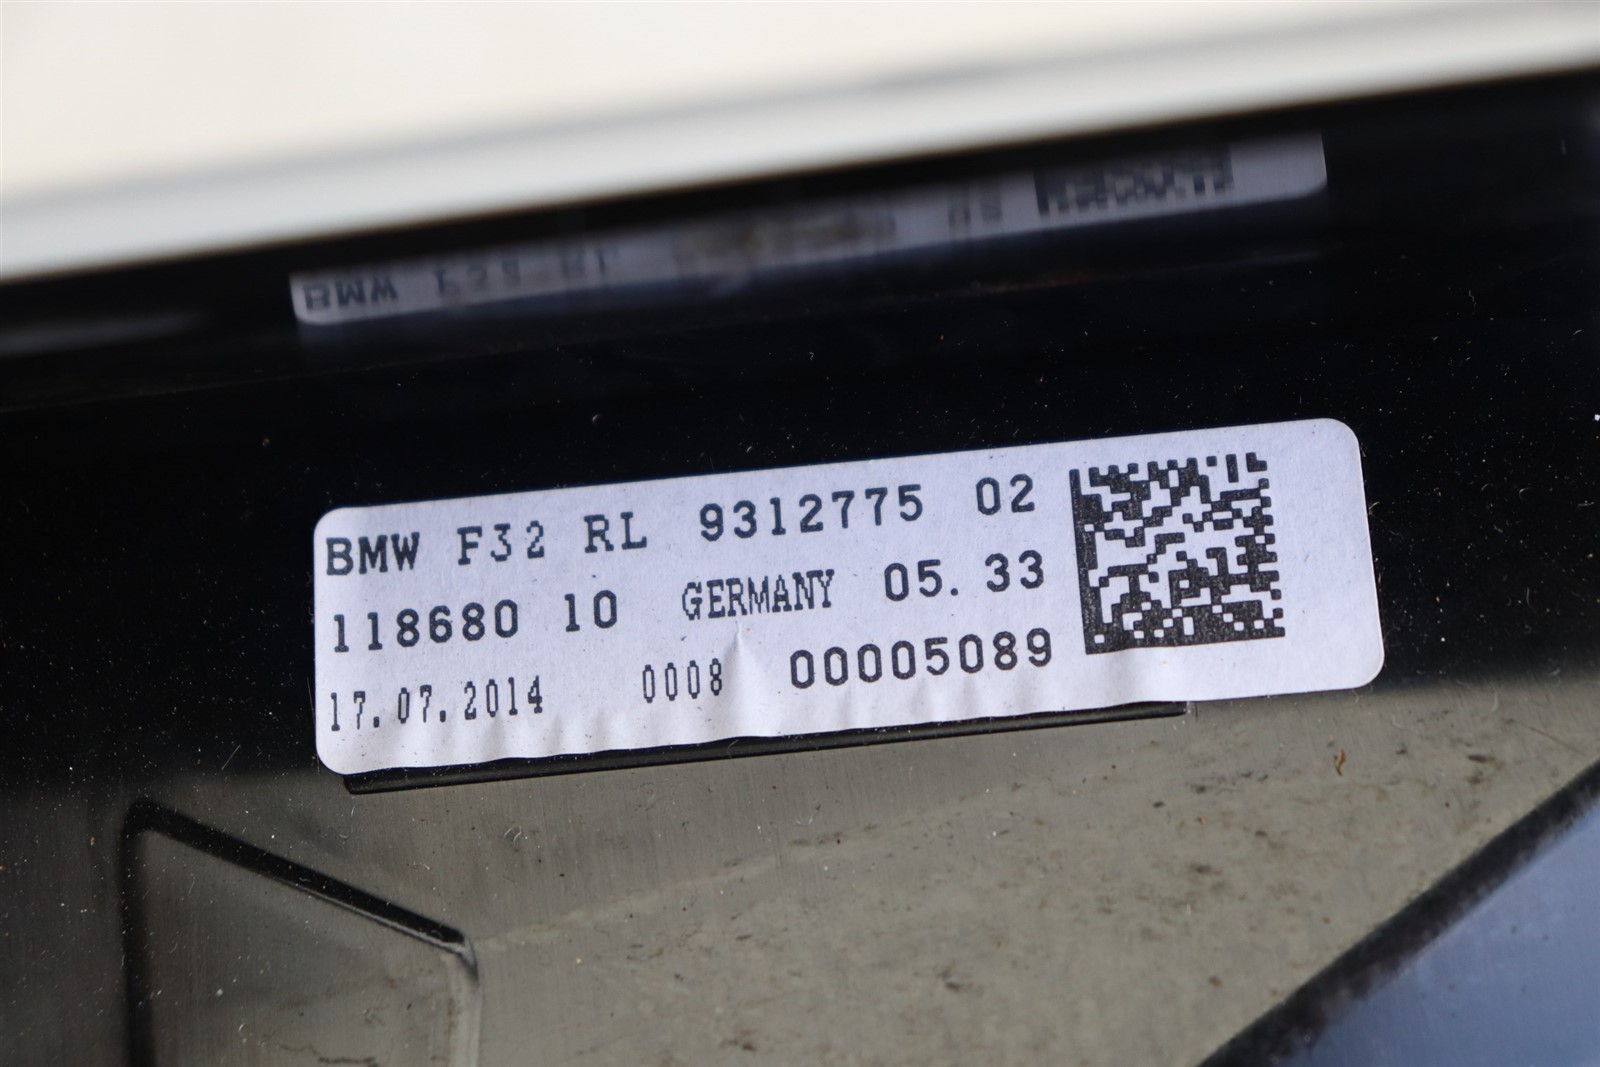 BMW F32 RL 9312775 02
118680 10 GERMANY 05. 33
17.07.2014 0008 00005089